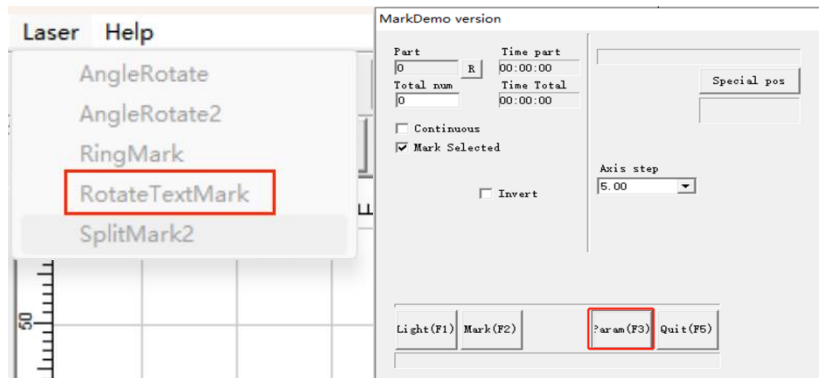 Laser Help
AngleRotate
AngleRotate2
RingMark
RotateTextMark
SplitMark2
50
MarkDemo version
Part Time part
0 R 00:00:00
Total num Time Total
0 00:00:00
Continuous
Mark Selected
Invert
Special pos
Axis step
5.00
Light(F1) Mark(F2) Param(F3) Quit(F5)